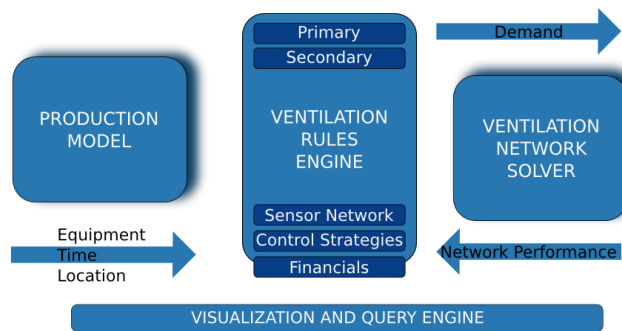 Primary
Demand
Secondary
PRODUCTION
MODEL
VENTILATION
RULES
ENGINE
VENTILATION
NETWORK
SOLVER
Sensor Network
Control Strategies
Financials
Equipment
Time
Location
Network Performance
VISUALIZATION AND QUERY ENGINE